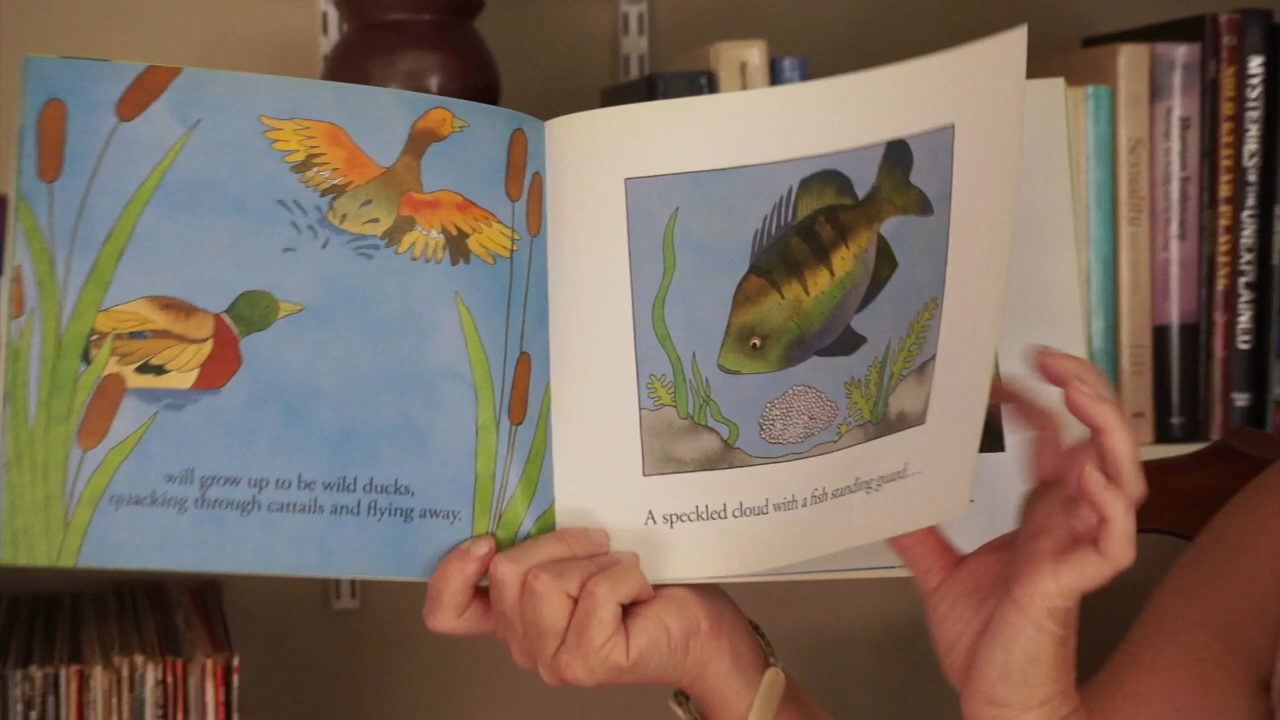 will grow up to be wild ducks,
quacking through cattails and flying away.
A speckled cloud with a fish standing guard....
MYSTERIES OF THE UNEXPLAINED